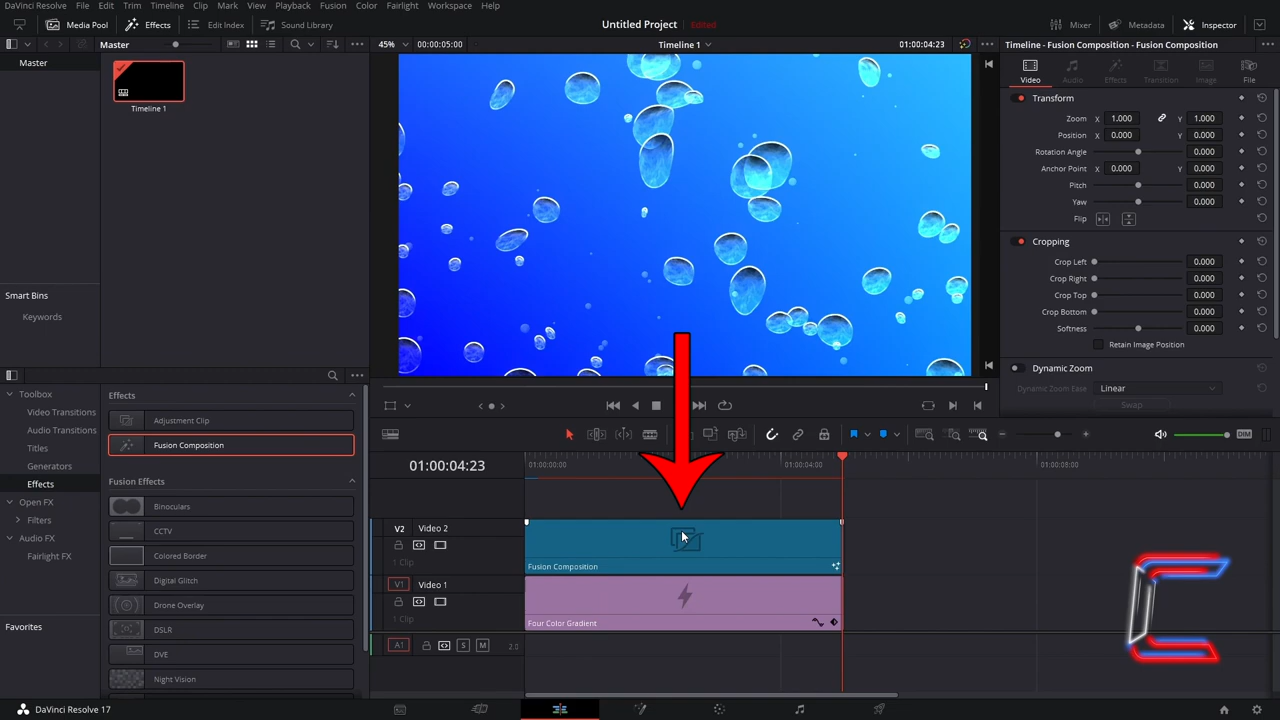 DaVinci Resolve File Edit Trim Timeline Clip Mark View Playback Fusion Color Fairlight Workspace Help
Media Pool Effects Edit Index Sound Library Untitled Project Edited Mixer Metadata Inspector
Master 45% 00:00:05:00 Timeline 1 01:00:04:23 Timeline - Fusion Composition - Fusion Composition
Master
Video Audio Effects Transition Image File
Timeline 1
Transform
Zoom X 1.000 Y 1.000
Position X 0.000 Y 0.000
Rotation Angle 0.000
Anchor Point X 0.000 Y 0.000
Pitch 0.000
Yaw 0.000
Flip
Cropping
Crop Left 0.000
Crop Right 0.000
Crop Top 0.000
Crop Bottom 0.000
Softness 0.000
Retain Image Position
Dynamic Zoom
Dynamic Zoom Ease Linear
Swap
Smart Bins
Keywords
Toolbox
Video Transitions
Audio Transitions
Titles
Generators
Effects
Open FX
Filters
Audio FX
Fairlight FX
Favorites
Effects
Adjustment Clip
Fusion Composition
Fusion Effects
Binoculars
CCTV
Colored Border
Digital Glitch
Drone Overlay
DSLR
DVE
Night Vision
DIM
01:00:04:23 01:00:00:00 01:00:04:00
V2 Video 2
1 Clip
Fusion Composition
V1 Video 1
1 Clip
Four Color Gradient
A1 S M 2.0
DaVinci Resolve 17